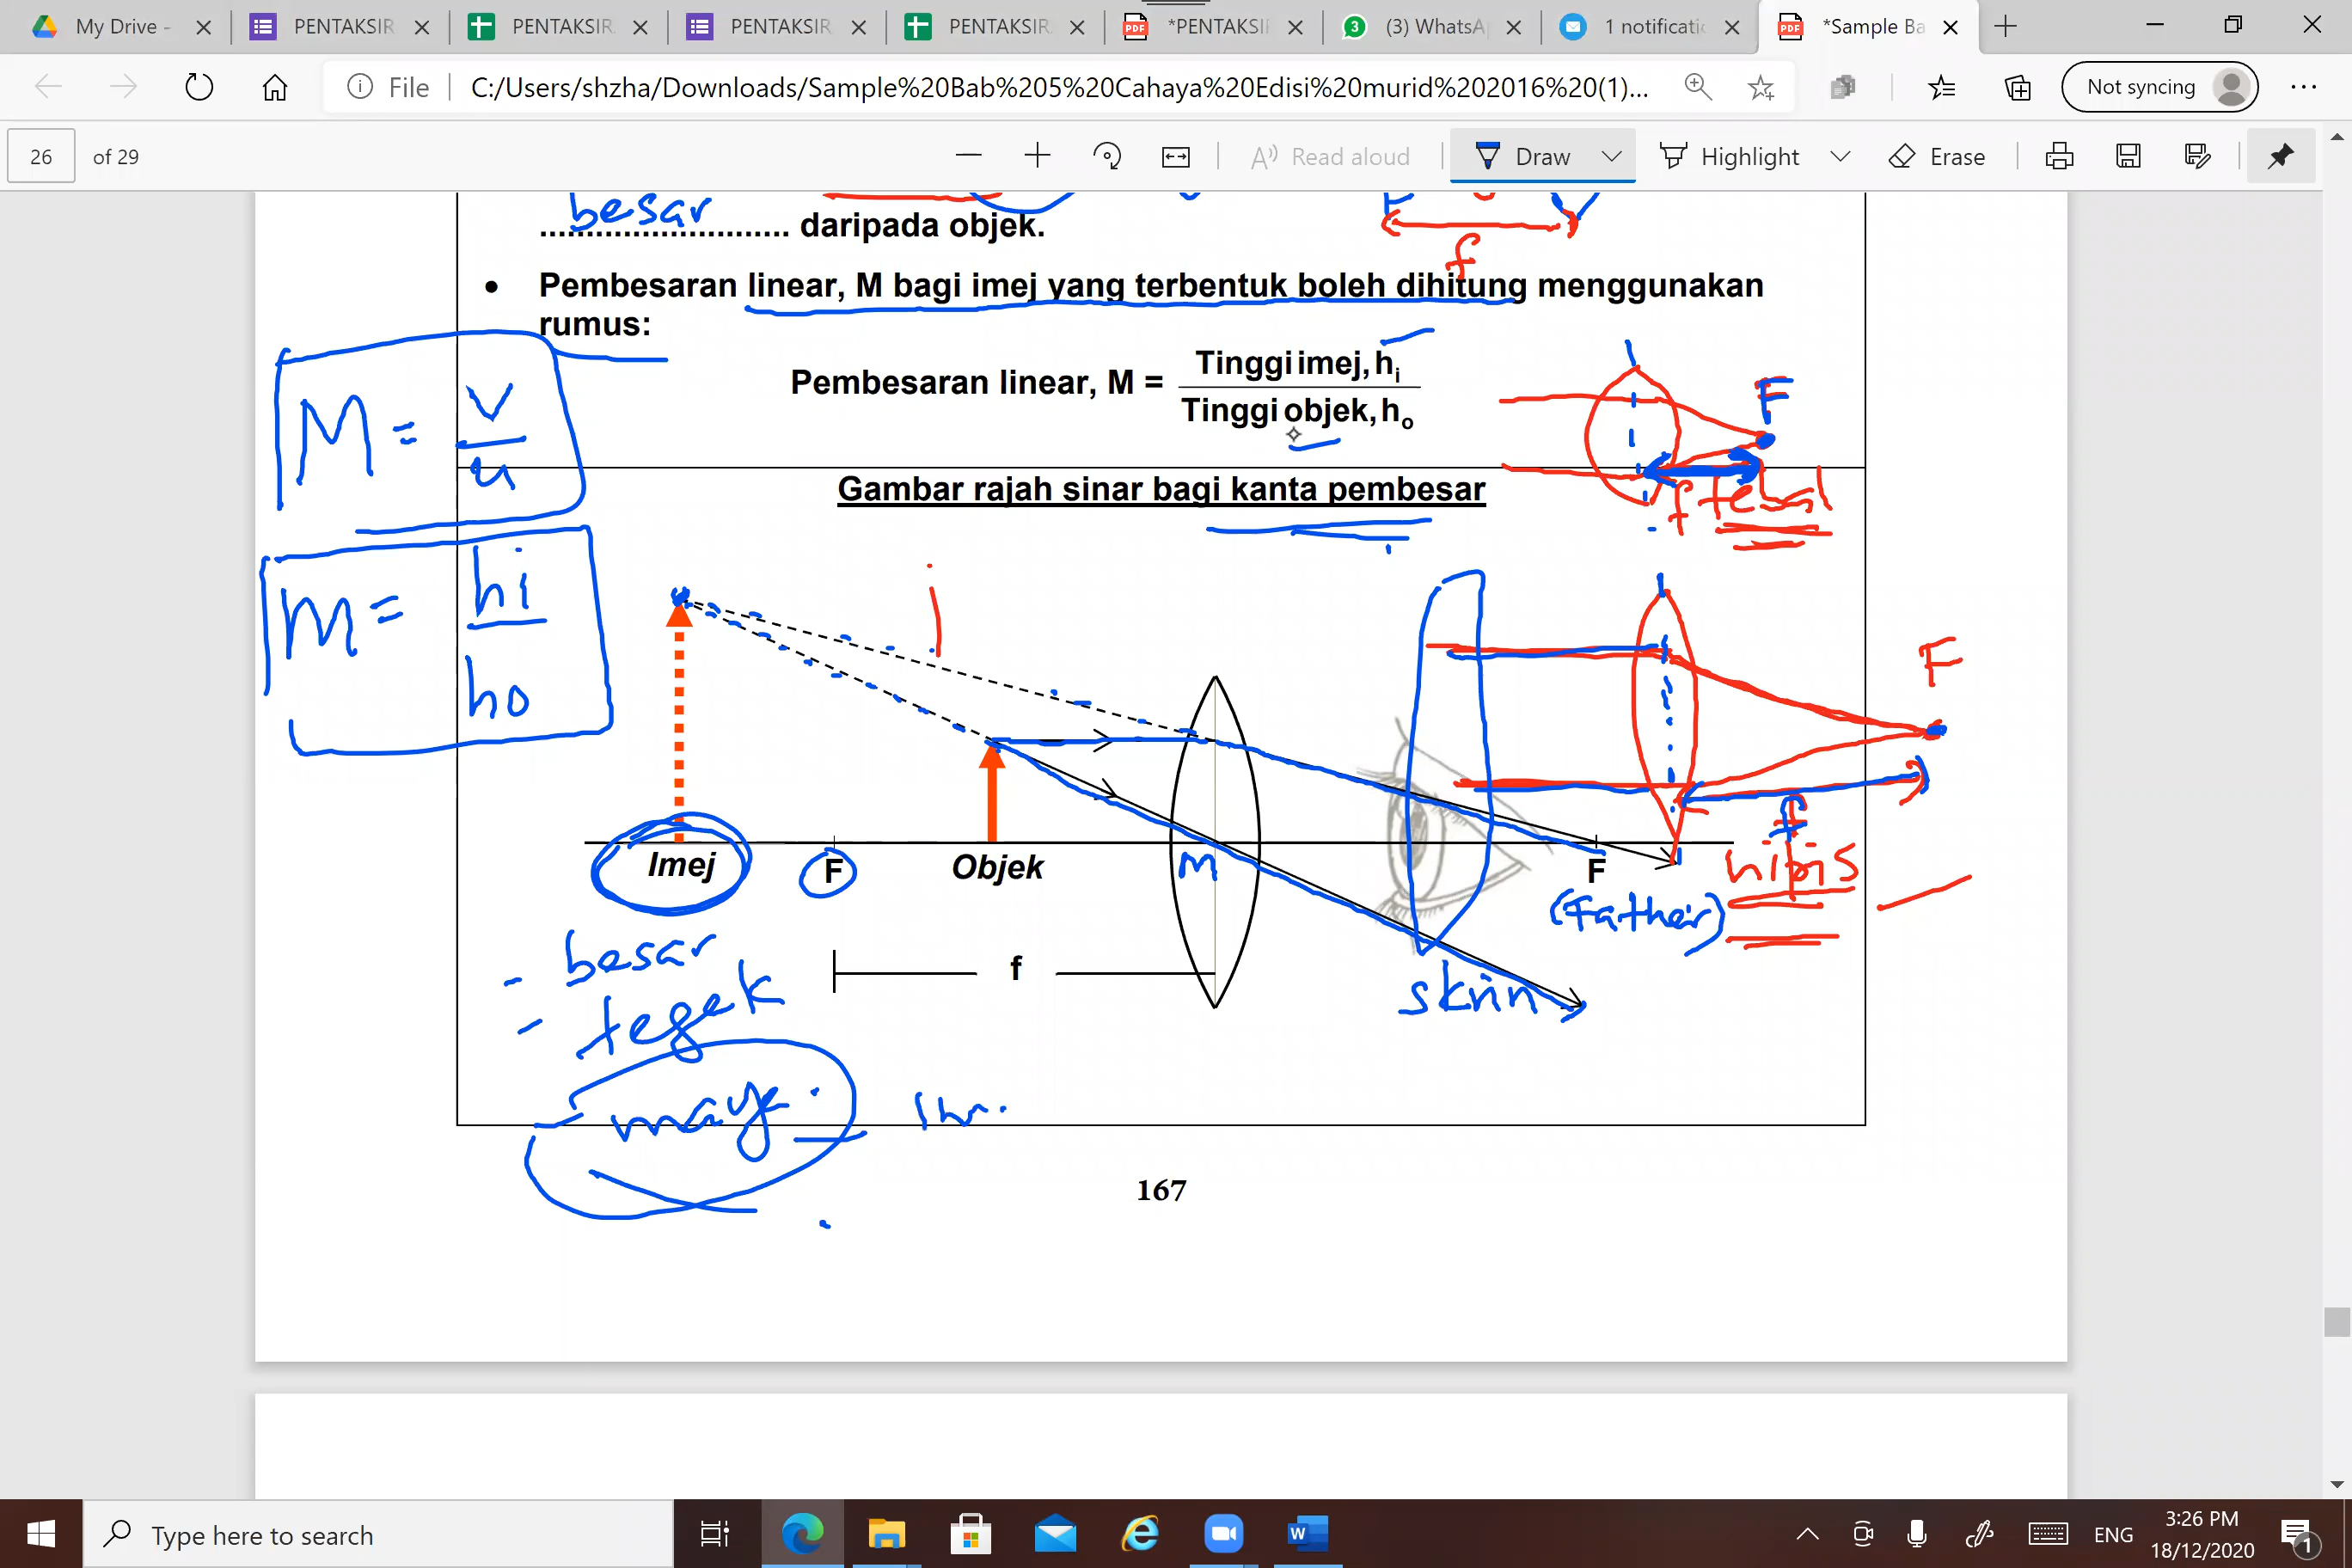 My Drive -
PENTAKSIR
PENTAKSIR
PENTAKSIR
PENTAKSIR
*PENTAKSI
(3) WhatsA
1 notificati
*Sample Ba
File
C:/Users/shzha/Downloads/Sample%20Bab%205%20Cahaya%20Edisi%20murid%202016%20(1)...
Not syncing
26 of 29
Read aloud
Draw
Highlight
Erase
besar
.......................... daripada objek.
f
• Pembesaran linear, M bagi imej yang terbentuk boleh dihitung menggunakan
rumus:
Pembesaran linear, M = Tinggi imej, hi
Tinggi objek, ho
M = v
u
F
Gambar rajah sinar bagi kanta pembesar
f tebal
M = hi
ho
i
F
Imej
F
Objek
M
F
f
nipis
(Father)
f
skrin
- besar
- tegak
- maya
167
Type here to search
W
ENG
3:26 PM
18/12/2020
1